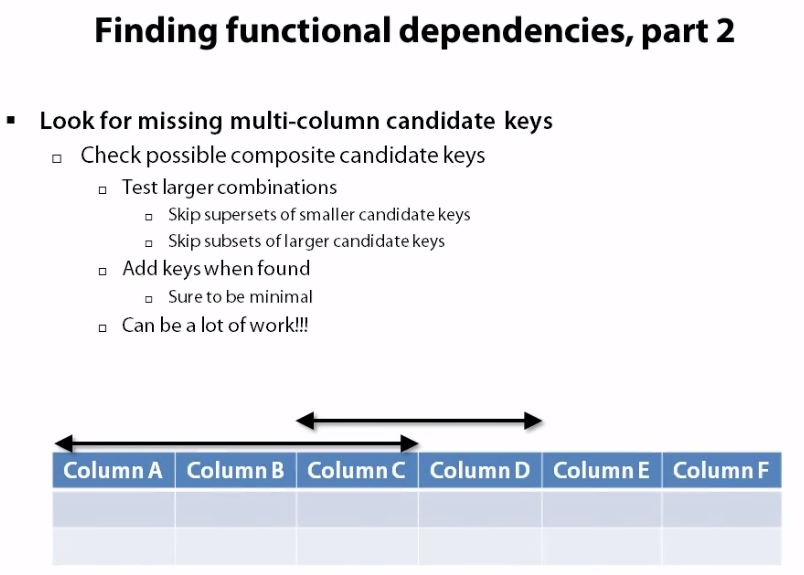 Finding functional dependencies, part 2
Look for missing multi-column candidate keys
Check possible composite candidate keys
Test larger combinations
Skip supersets of smaller candidate keys
Skip subsets of larger candidate keys
Add keys when found
Sure to be minimal
Can be a lot of work!!!
Column A Column B Column C Column D Column E Column F